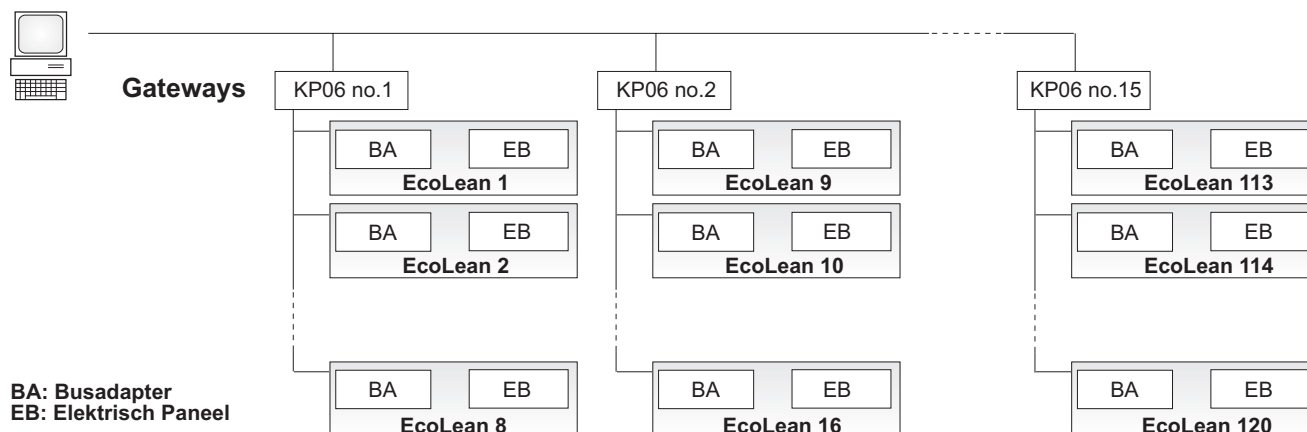 Gateways
KP06 no.1
KP06 no.2
KP06 no.15
BA EB
EcoLean 1
BA EB
EcoLean 9
BA EB
EcoLean 113
BA EB
EcoLean 2
BA EB
EcoLean 10
BA EB
EcoLean 114
BA EB
EcoLean 8
BA EB
EcoLean 16
BA EB
EcoLean 120
BA: Busadapter
EB: Elektrisch Paneel